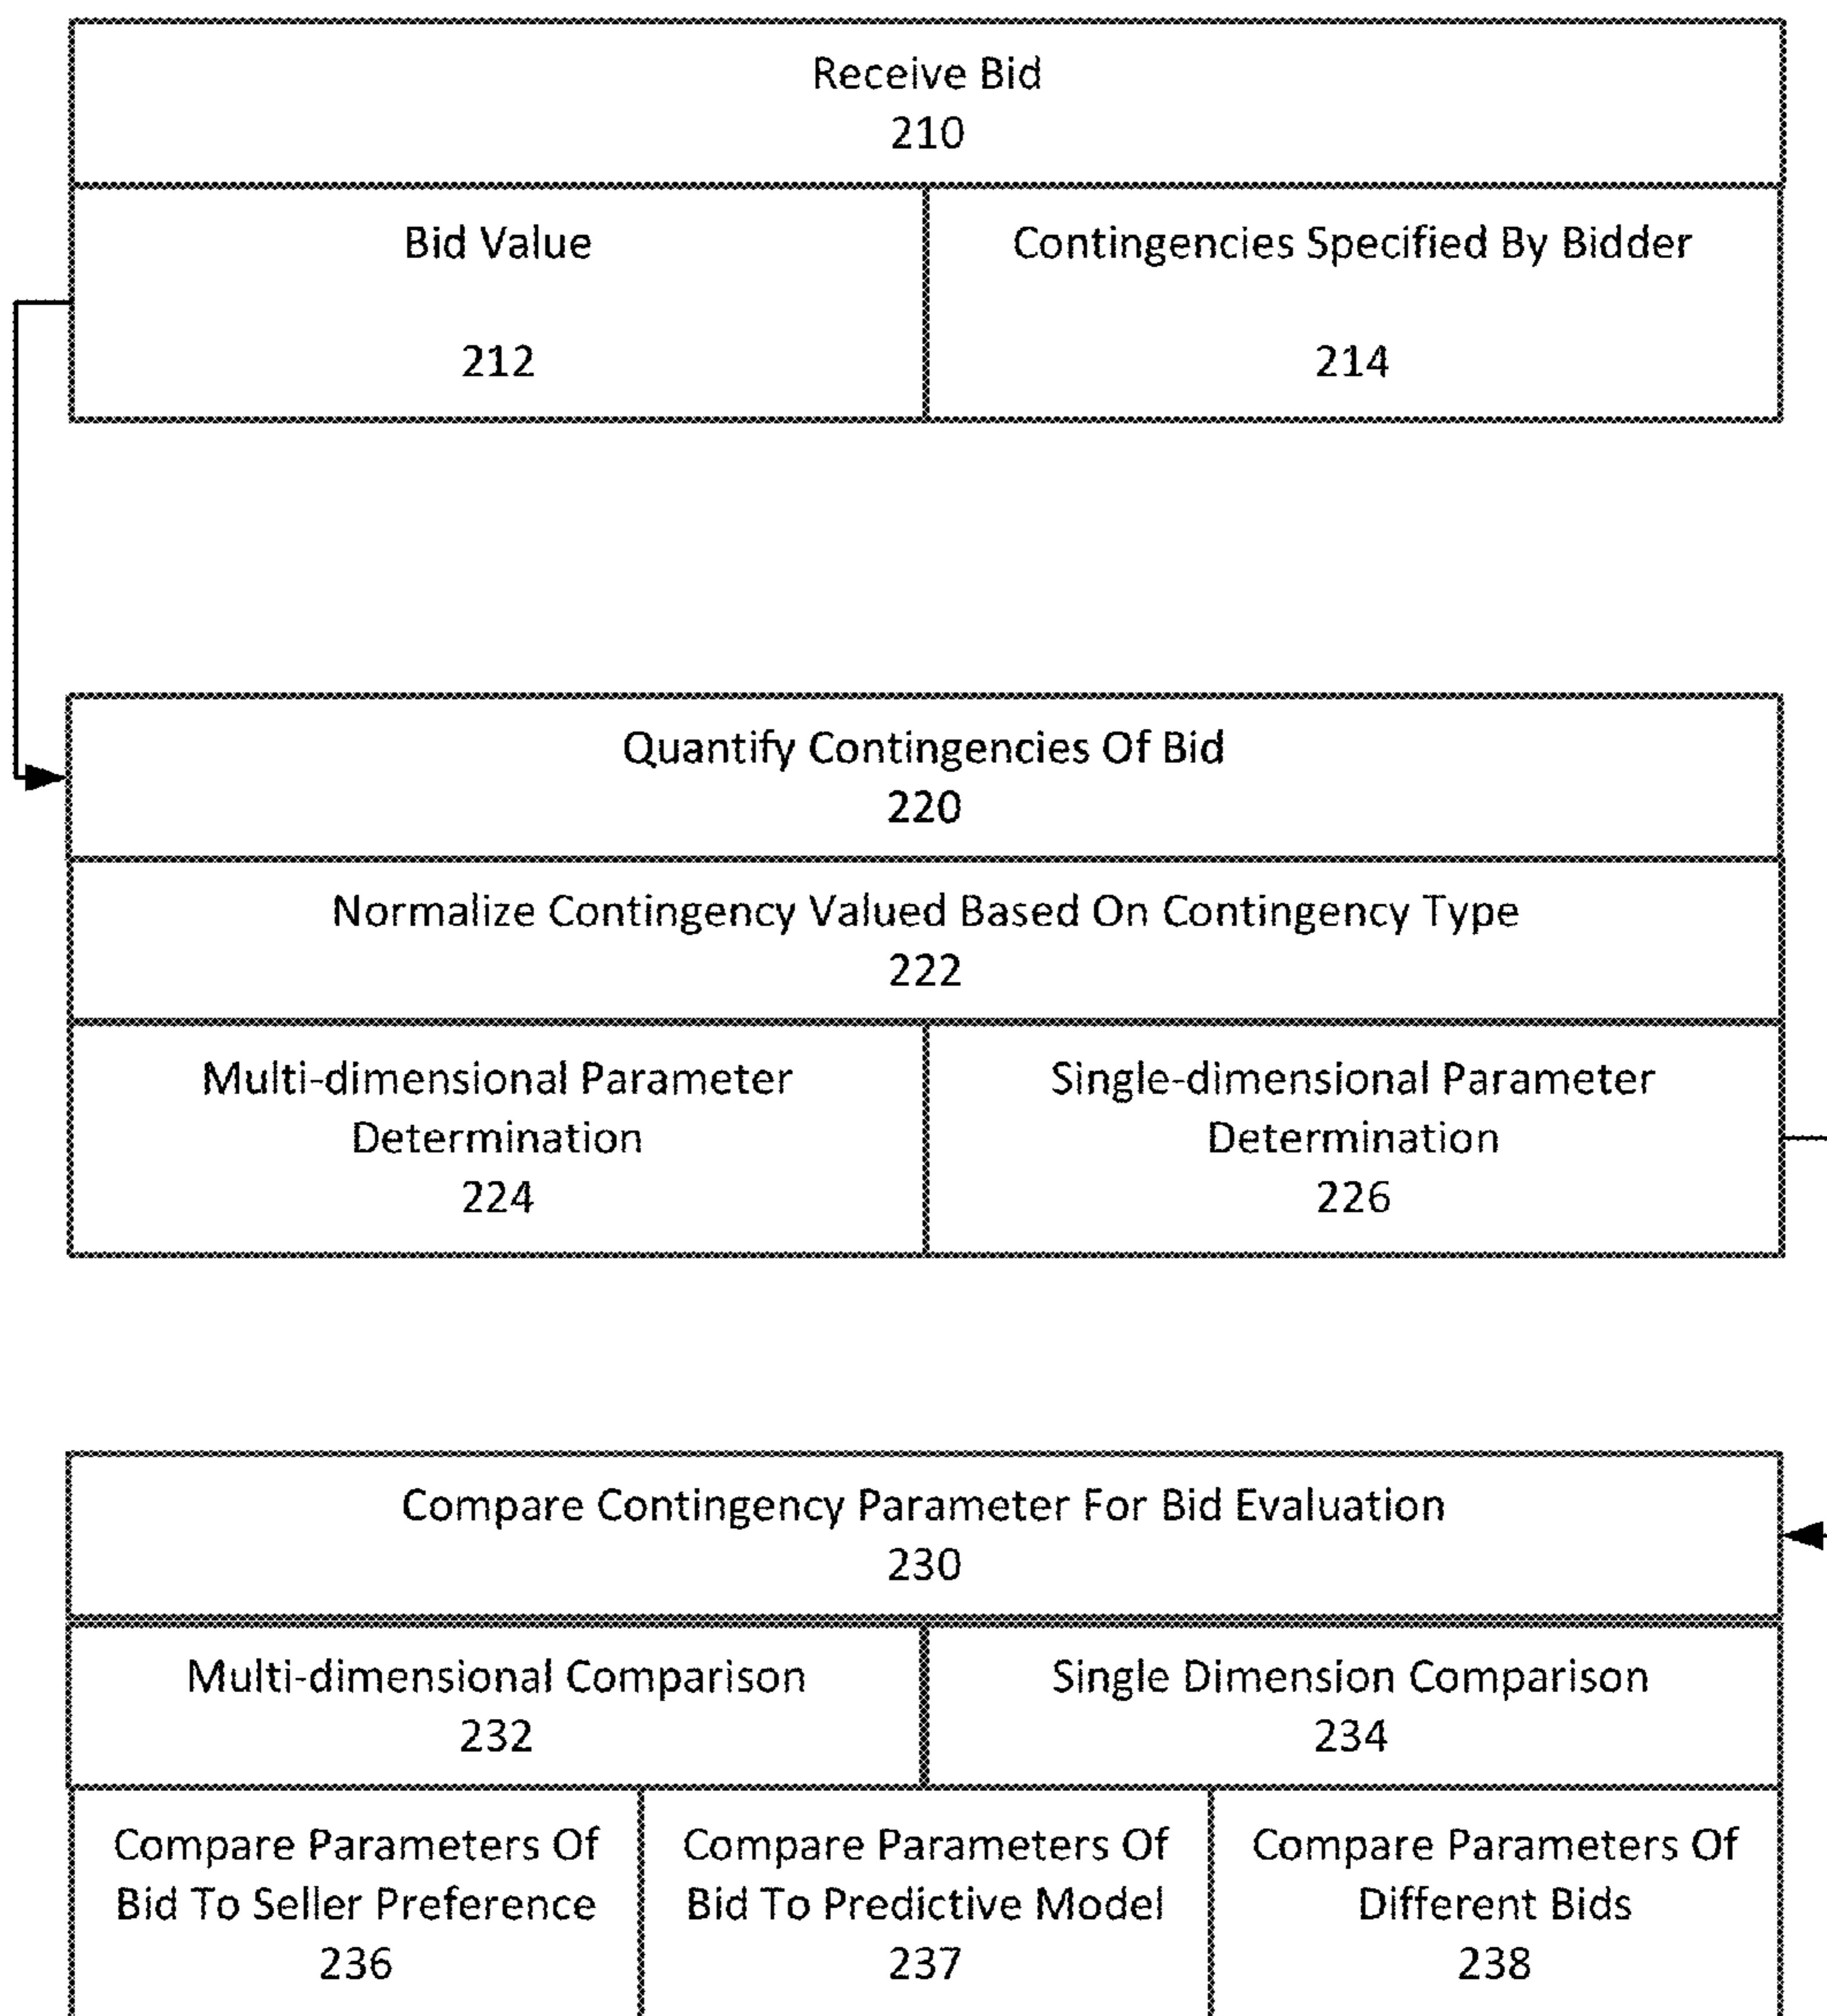 Receive Bid
210
Bid Value
212
Contingencies Specified By Bidder
214
Quantify Contingencies Of Bid
220
Normalize Contingency Valued Based On Contingency Type
222
Multi-dimensional Parameter
Determination
224
Single-dimensional Parameter
Determination
226
Compare Contingency Parameter For Bid Evaluation
230
Multi-dimensional Comparison
232
Single Dimension Comparison
234
Compare Parameters Of
Bid To Seller Preference
236
Compare Parameters Of
Bid To Predictive Model
237
Compare Parameters Of
Different Bids
238